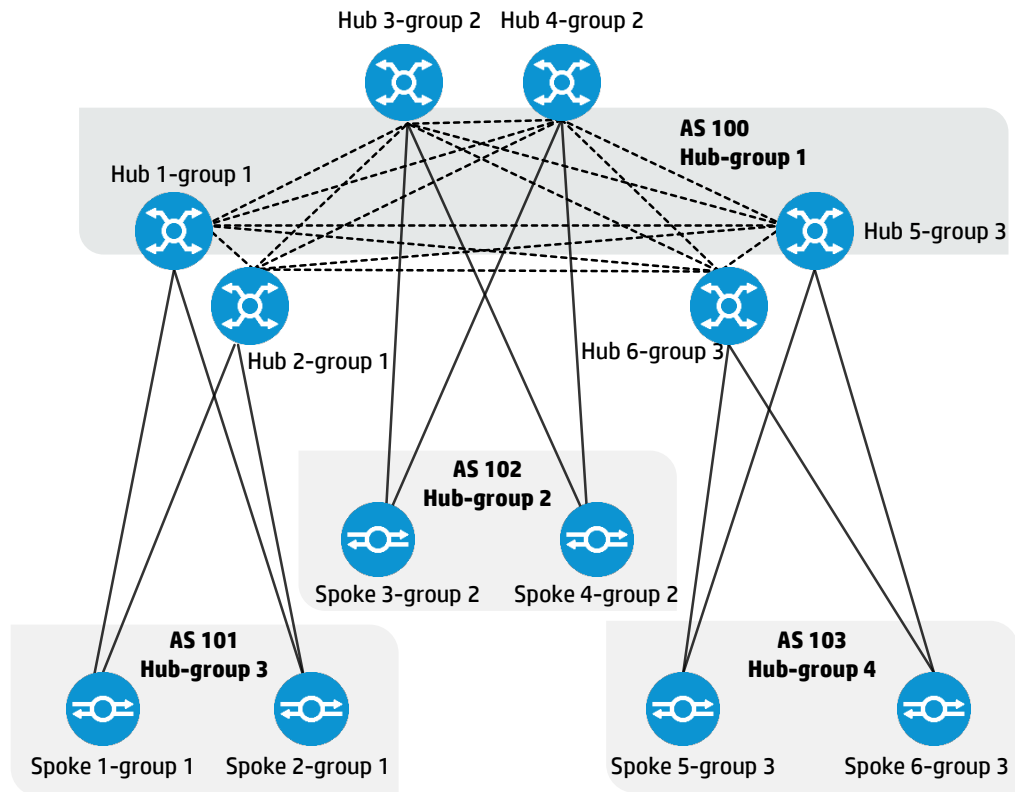 Hub 3-group 2
Hub 4-group 2
AS 100
Hub-group 1
Hub 1-group 1
Hub 5-group 3
Hub 2-group 1
Hub 6-group 3
AS 102
Hub-group 2
Spoke 3-group 2
Spoke 4-group 2
AS 101
Hub-group 3
AS 103
Hub-group 4
Spoke 1-group 1
Spoke 2-group 1
Spoke 5-group 3
Spoke 6-group 3